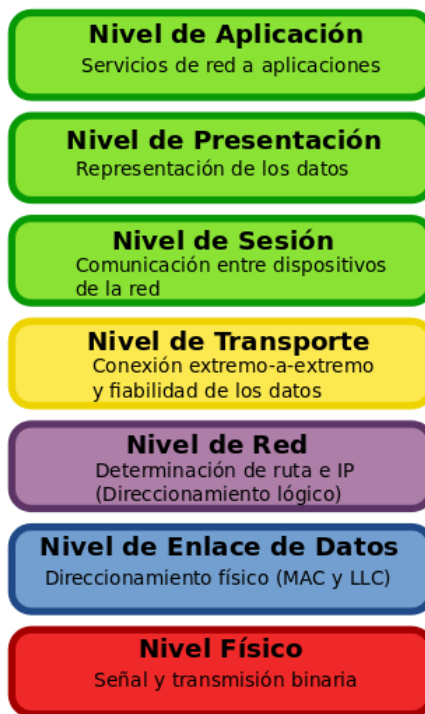 Nivel de Aplicación
Servicios de red a aplicaciones
Nivel de Presentación
Representación de los datos
Nivel de Sesión
Comunicación entre dispositivos
de la red
Nivel de Transporte
Conexión extremo-a-extremo
y fiabilidad de los datos
Nivel de Red
Determinación de ruta e IP
(Direccionamiento lógico)
Nivel de Enlace de Datos
Direccionamiento físico (MAC y LLC)
Nivel Físico
Señal y transmisión binaria